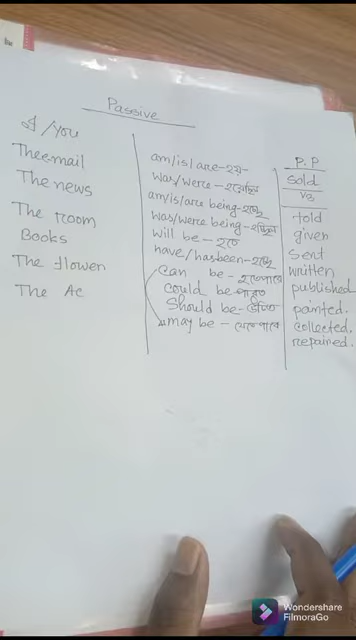 Passive
I/you
The email
The news
The room
Books
The flower
The Ac
am/is/are-হয়
was/were-হয়েছিল
am/is/are being-হচ্ছে
was/were being-হচ্ছিল
will be-হবে
have/has been-হয়েছে
can be-হতে পারে
could be-পারত
Should be-উচিত
may be-যেতে পারে
P.P
sold
V3
told
given
sent
written
published
painted.
collected.
repaired.
Wondershare
FilmoraGo